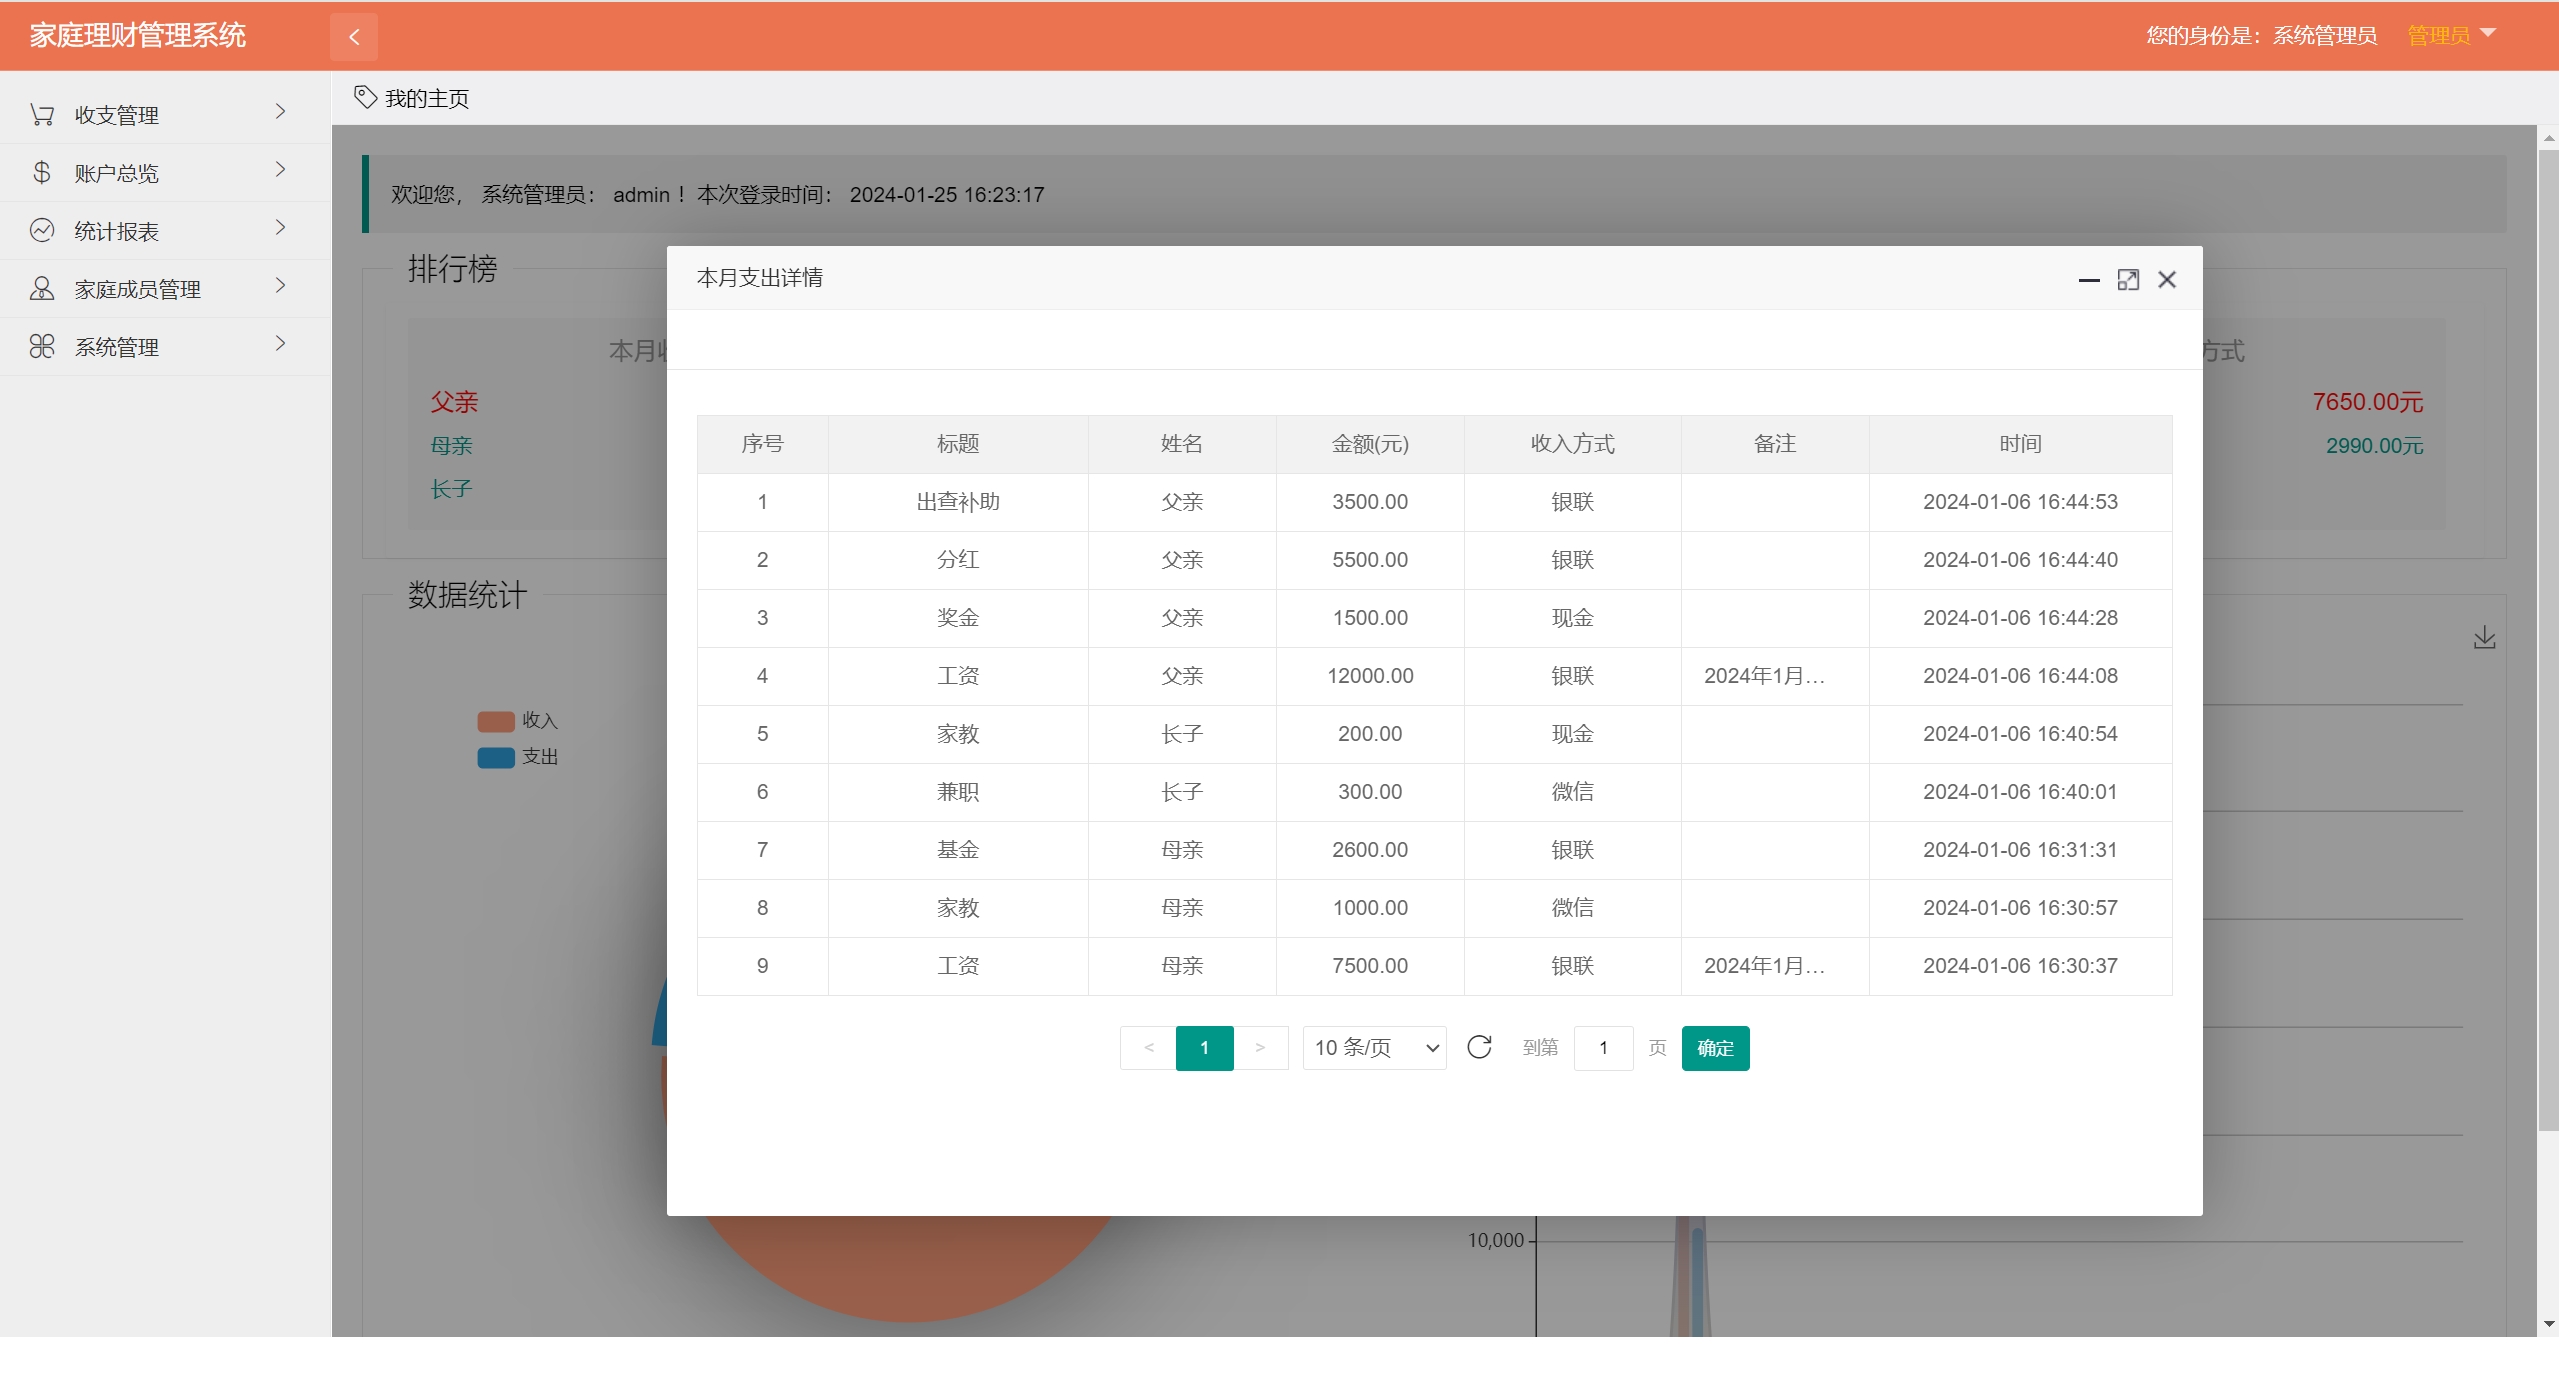 家庭理财管理系统
您的身份是：系统管理员 管理员
收支管理
账户总览
统计报表
家庭成员管理
系统管理
我的主页
欢迎您， 系统管理员： admin！本次登录时间： 2024-01-25 16:23:17
排行榜
本月
方式
父亲
7650.00元
母亲
2990.00元
长子
数据统计
收入
支出
10,000
本月支出详情
序号 标题 姓名 金额(元) 收入方式 备注 时间
1 出查补助 父亲 3500.00 银联 2024-01-06 16:44:53
2 分红 父亲 5500.00 银联 2024-01-06 16:44:40
3 奖金 父亲 1500.00 现金 2024-01-06 16:44:28
4 工资 父亲 12000.00 银联 2024年1月… 2024-01-06 16:44:08
5 家教 长子 200.00 现金 2024-01-06 16:40:54
6 兼职 长子 300.00 微信 2024-01-06 16:40:01
7 基金 母亲 2600.00 银联 2024-01-06 16:31:31
8 家教 母亲 1000.00 微信 2024-01-06 16:30:57
9 工资 母亲 7500.00 银联 2024年1月… 2024-01-06 16:30:37
< 1 > 10 条/页 到第 1 页 确定